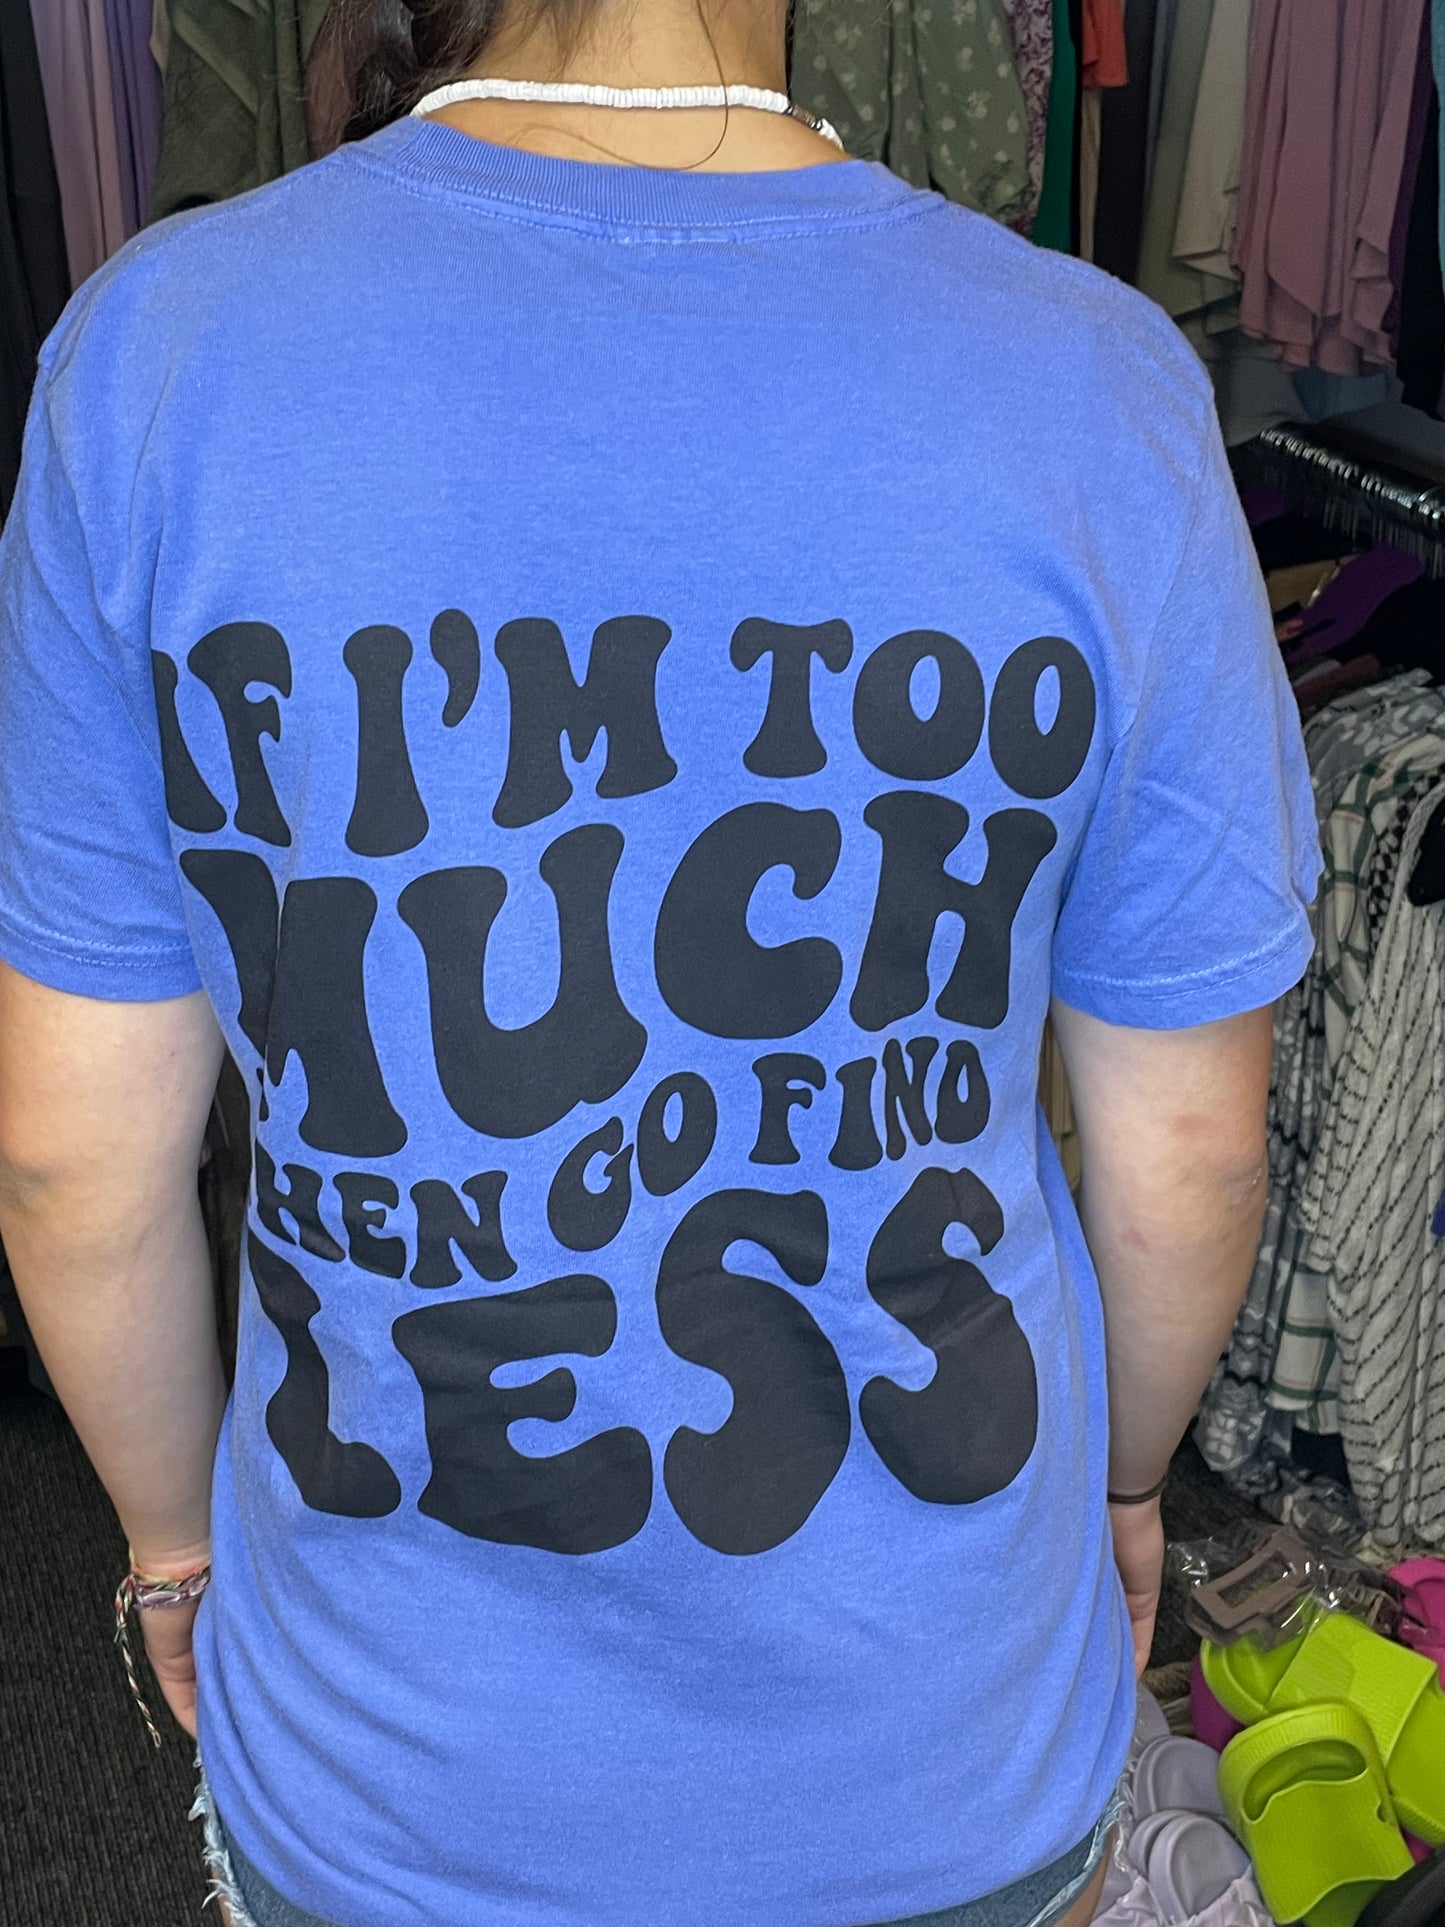 IF I'M TOO
MUCH
THEN GO FIND
LESS